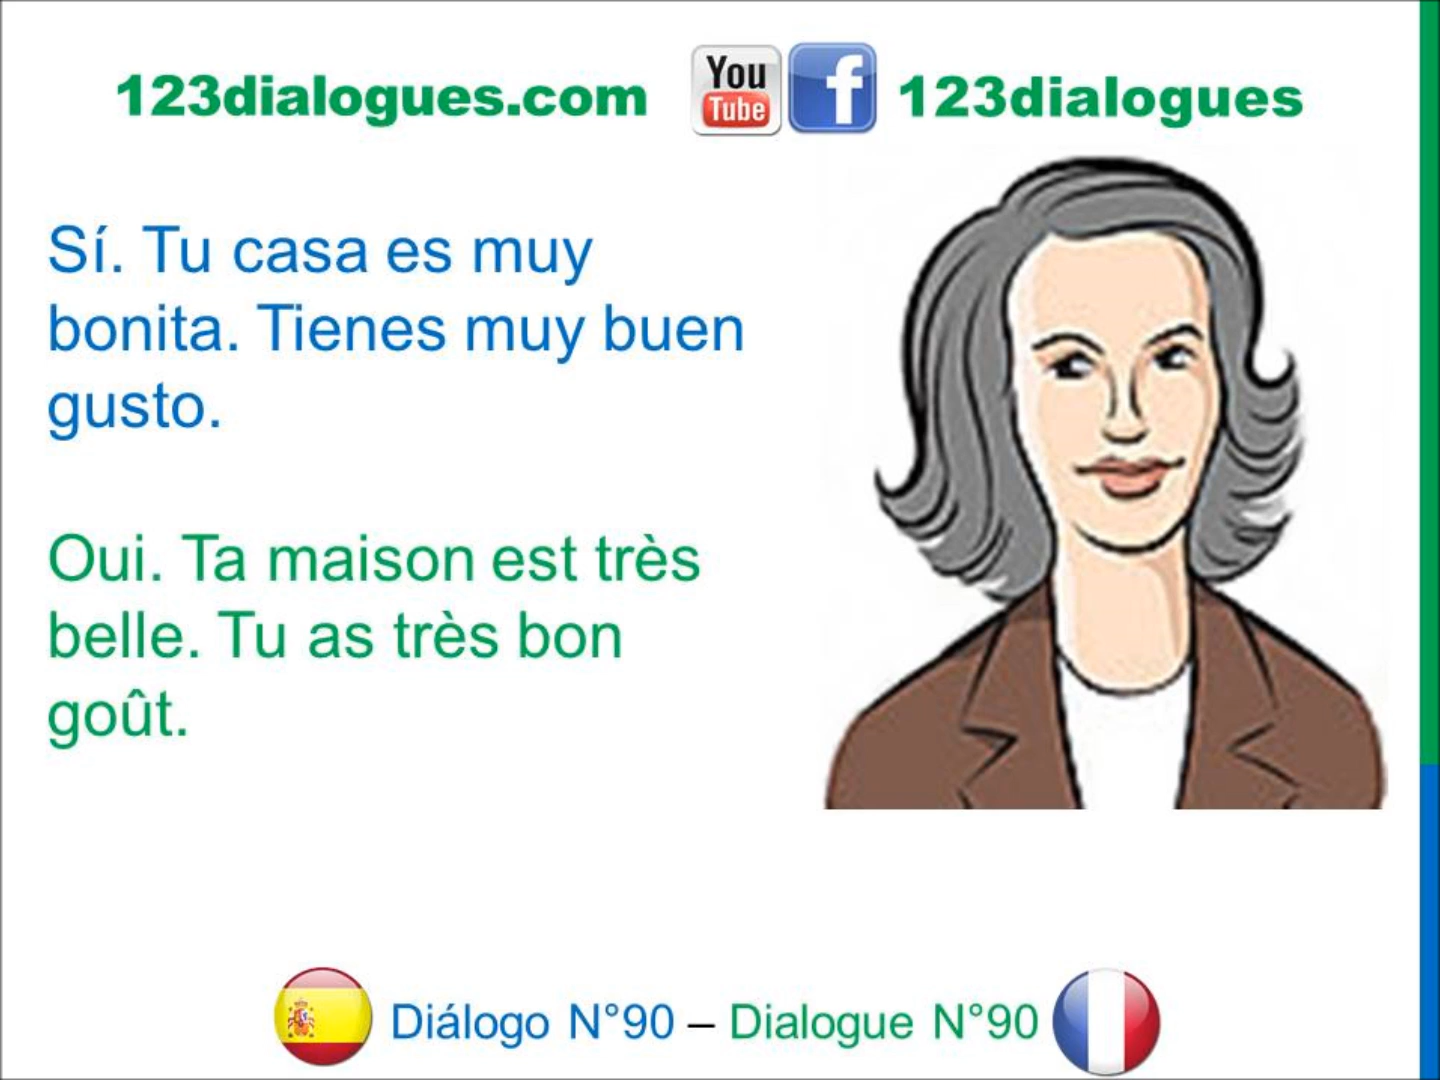 123dialogues.com You Tube f 123dialogues
Sí. Tu casa es muy
bonita. Tienes muy buen
gusto.
Oui. Ta maison est très
belle. Tu as très bon
goût.
Diálogo N°90 – Dialogue N°90